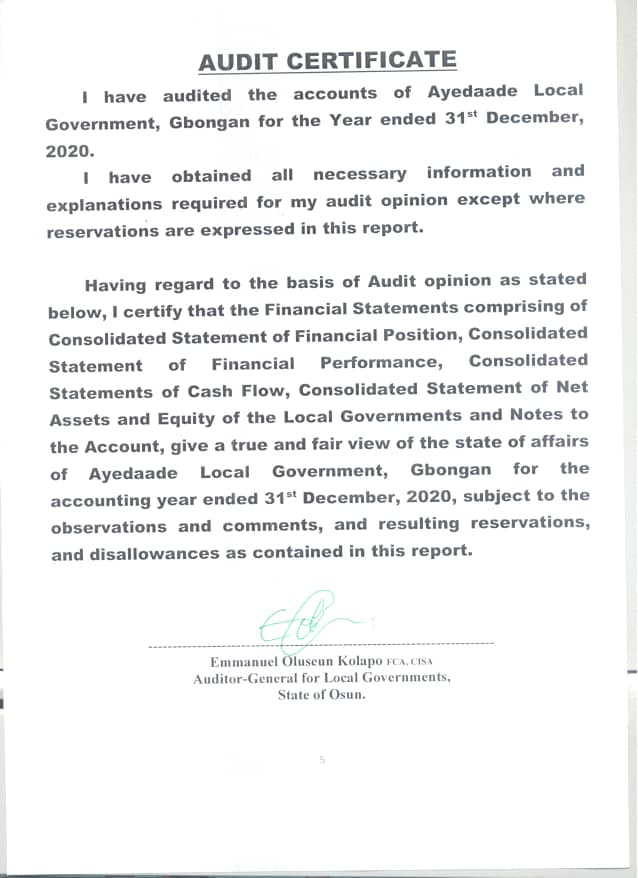 AUDIT CERTIFICATE
I have audited the accounts of Ayedaade Local
Government, Gbongan for the Year ended 31st December,
2020.
I have obtained all necessary information and
explanations required for my audit opinion except where
reservations are expressed in this report.
Having regard to the basis of Audit opinion as stated
below, I certify that the Financial Statements comprising of
Consolidated Statement of Financial Position, Consolidated
Statement of Financial Performance, Consolidated
Statements of Cash Flow, Consolidated Statement of Net
Assets and Equity of the Local Governments and Notes to
the Account, give a true and fair view of the state of affairs
of Ayedaade Local Government, Gbongan for the
accounting year ended 31st December, 2020, subject to the
observations and comments, and resulting reservations,
and disallowances as contained in this report.
Emmanuel Oluseun Kolapo FCA, CISA
Auditor-General for Local Governments,
State of Osun.
5